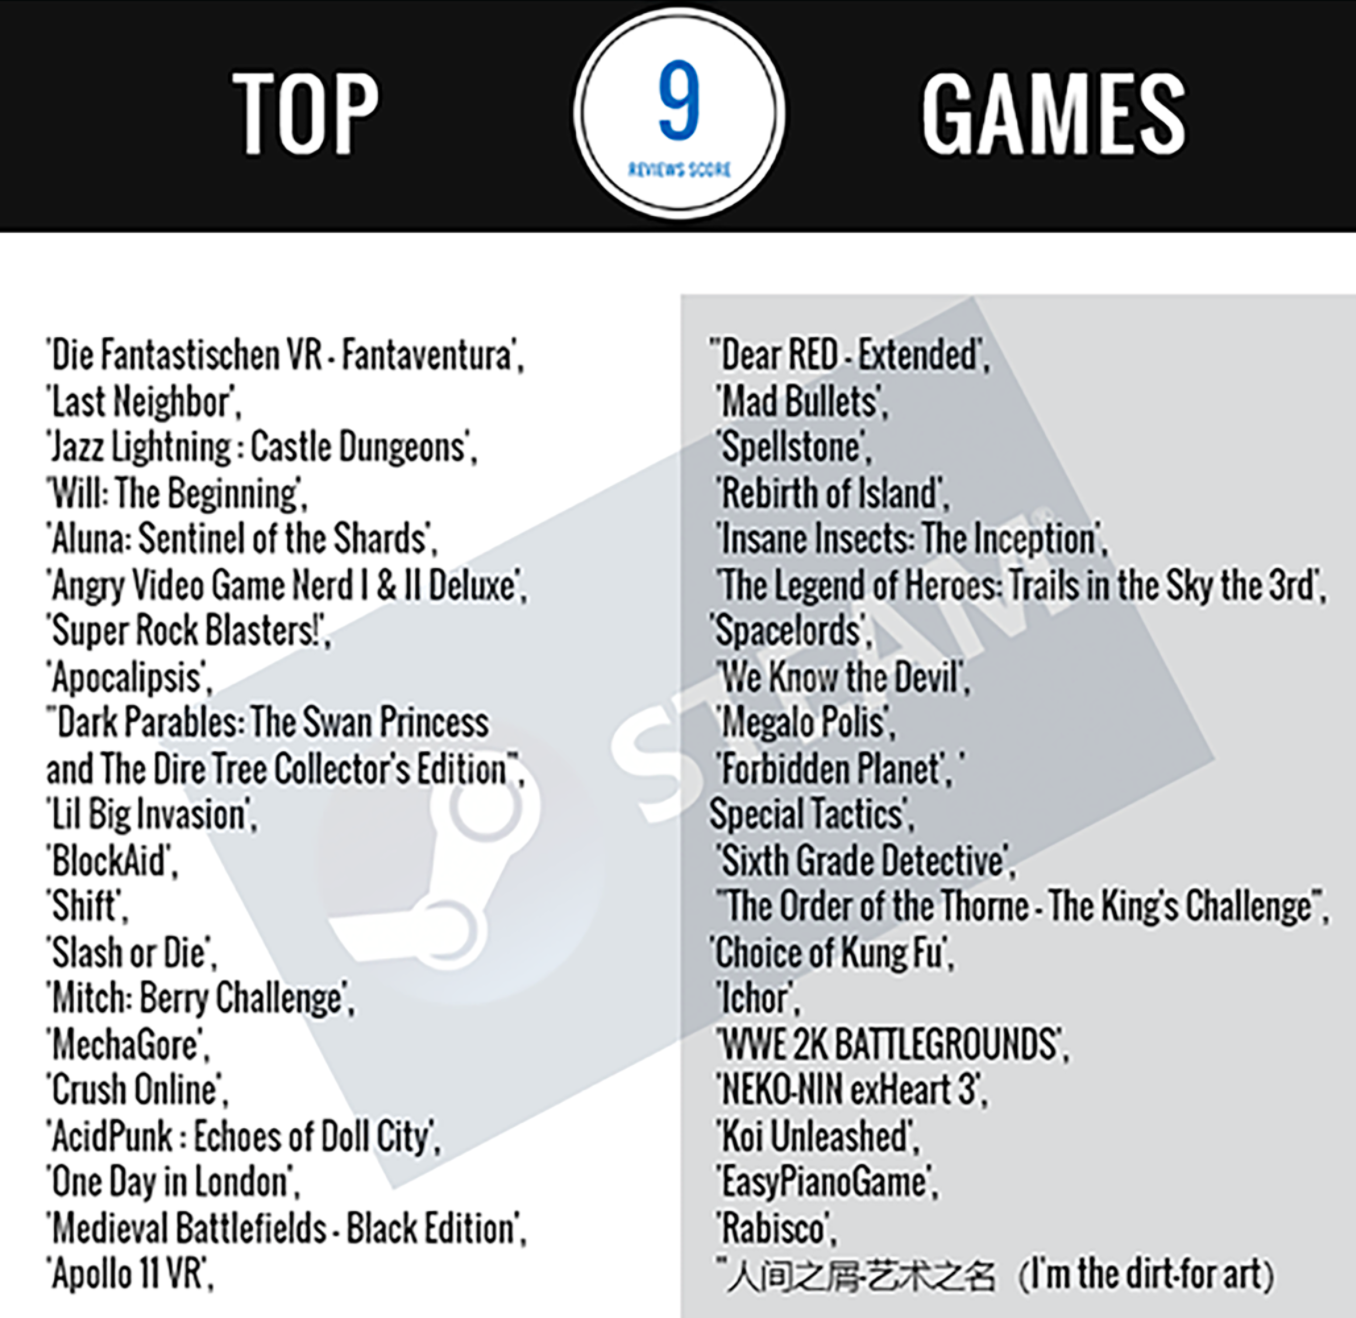 TOP
9
REVIEWS SCORE
GAMES
'Die Fantastischen VR - Fantaventura',
'Last Neighbor',
'Jazz Lightning : Castle Dungeons',
'Will: The Beginning',
'Aluna: Sentinel of the Shards',
'Angry Video Game Nerd I & II Deluxe',
'Super Rock Blasters!',
'Apocalipsis',
"Dark Parables: The Swan Princess
and The Dire Tree Collector's Edition",
'Lil Big Invasion',
'BlockAid',
'Shift',
'Slash or Die',
'Mitch: Berry Challenge',
'MechaGore',
'Crush Online',
'AcidPunk : Echoes of Doll City',
'One Day in London',
'Medieval Battlefields - Black Edition',
'Apollo 11 VR',
"Dear RED - Extended',
'Mad Bullets',
'Spellstone',
'Rebirth of Island',
'Insane Insects: The Inception',
'The Legend of Heroes: Trails in the Sky the 3rd',
'Spacelords',
'We Know the Devil',
'Megalo Polis',
'Forbidden Planet', '
Special Tactics',
'Sixth Grade Detective',
"The Order of the Thorne - The King's Challenge",
'Choice of Kung Fu',
'Ichor',
'WWE 2K BATTLEGROUNDS',
'NEKO-NIN exHeart 3',
'Koi Unleashed',
'EasyPianoGame',
'Rabisco',
"人间之屑-艺术之名 (I'm the dirt-for art)
STEAM®